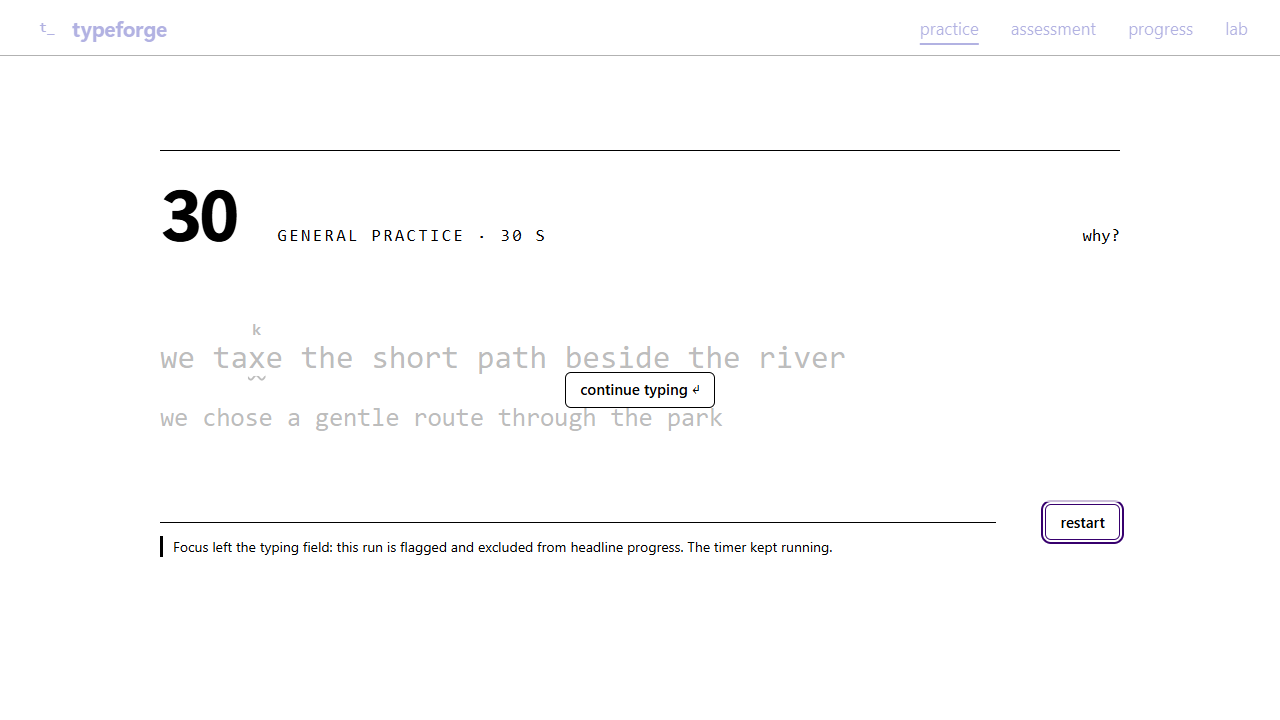 t_ typeforge practice assessment progress lab
30 GENERAL PRACTICE · 30 S why?
k
we taxe the short path beside the river
continue typing ↲
we chose a gentle route through the park
restart
Focus left the typing field: this run is flagged and excluded from headline progress. The timer kept running.